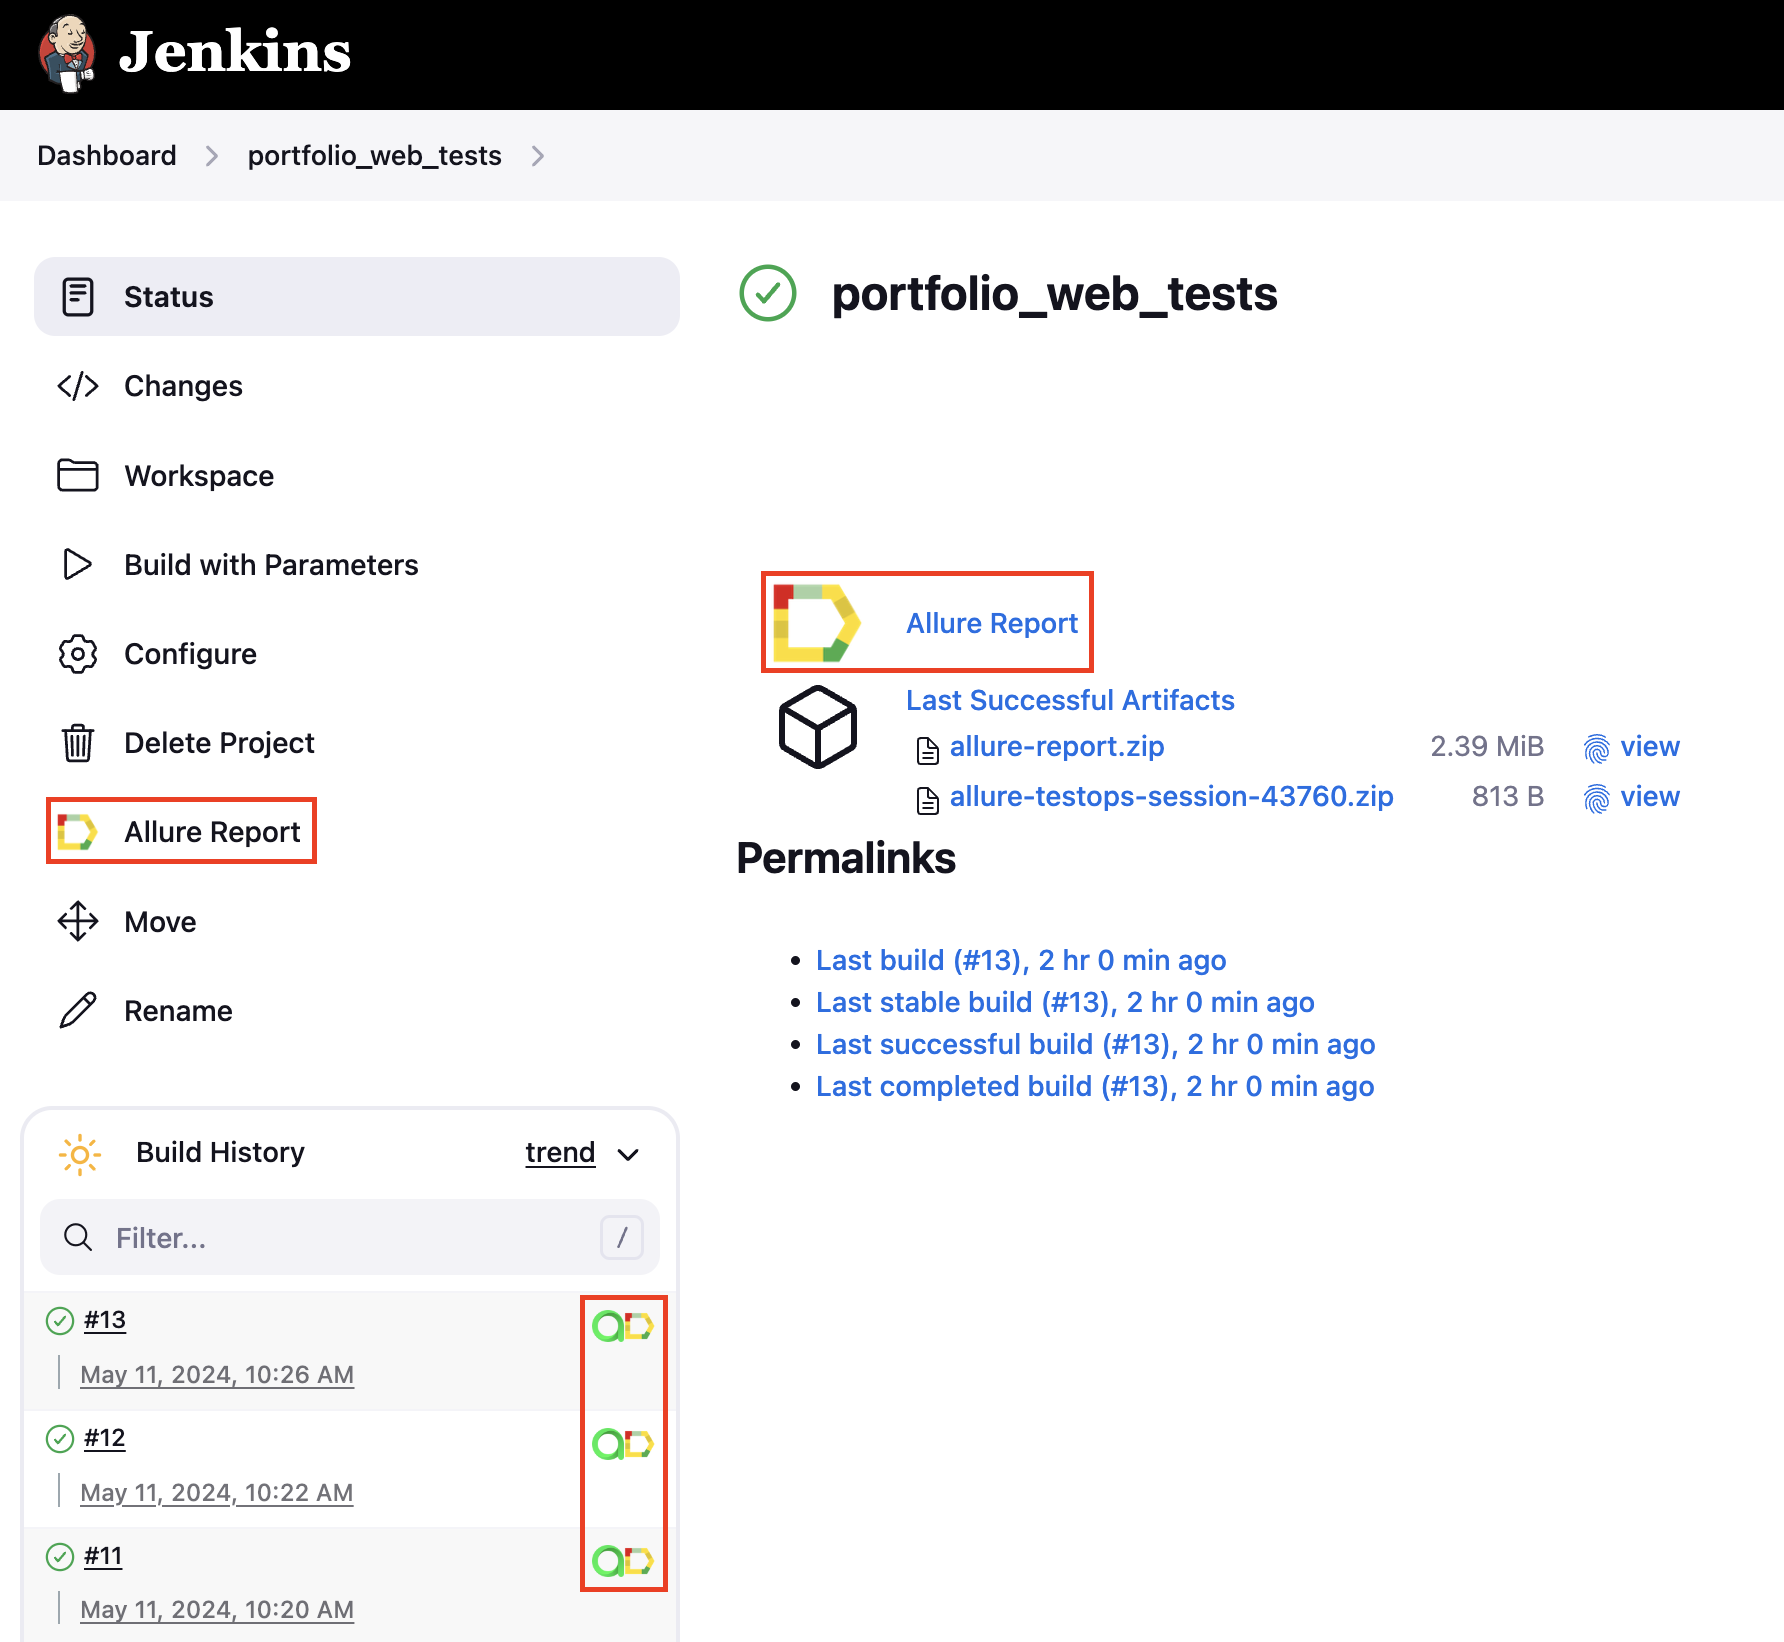 Jenkins
Dashboard
portfolio_web_tests
Status
Changes
Workspace
Build with Parameters
Configure
Delete Project
Allure Report
Move
Rename
Build History
trend
Filter...
/
#13
May 11, 2024, 10:26 AM
#12
May 11, 2024, 10:22 AM
#11
May 11, 2024, 10:20 AM
portfolio_web_tests
Allure Report
Last Successful Artifacts
allure-report.zip 2.39 MiB view
allure-testops-session-43760.zip 813 B view
Permalinks
Last build (#13), 2 hr 0 min ago
Last stable build (#13), 2 hr 0 min ago
Last successful build (#13), 2 hr 0 min ago
Last completed build (#13), 2 hr 0 min ago